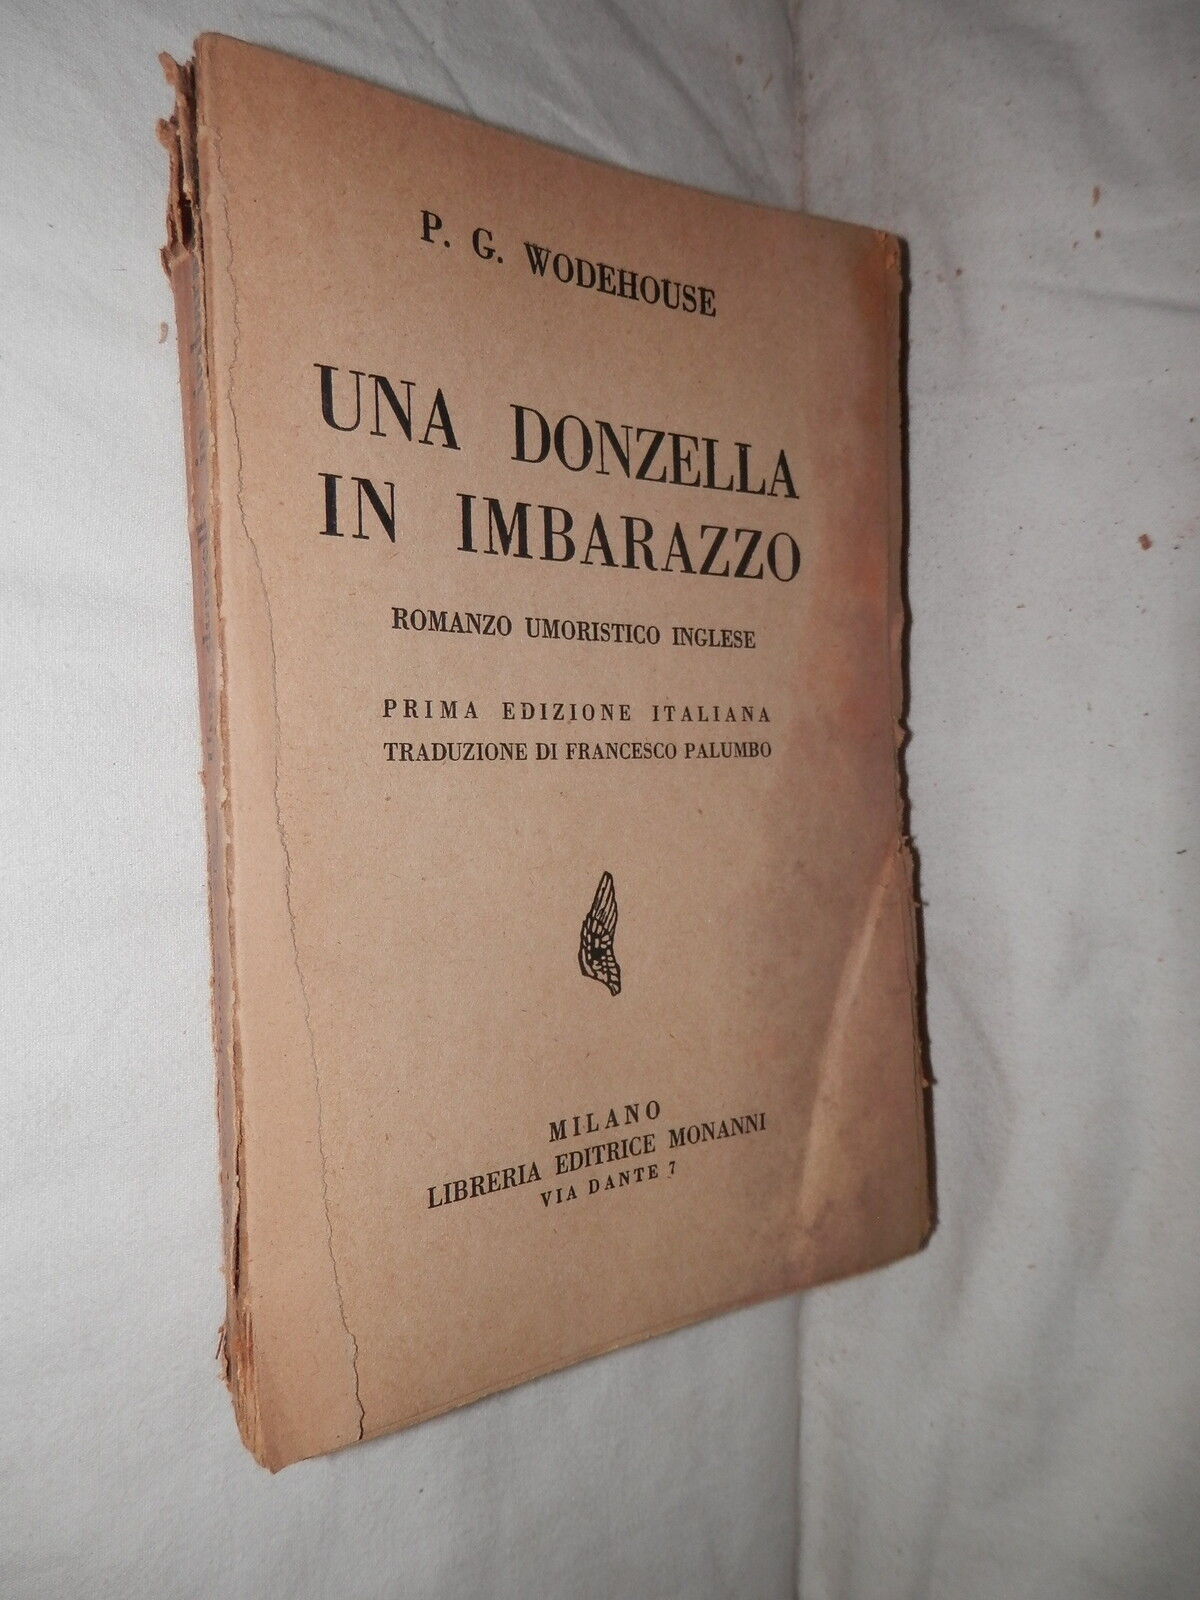 P. G. WODEHOUSE
UNA DONZELLA
IN IMBARAZZO
ROMANZO UMORISTICO INGLESE
PRIMA EDIZIONE ITALIANA
TRADUZIONE DI FRANCESCO PALUMBO
MILANO
LIBRERIA EDITRICE MONANNI
VIA DANTE 7